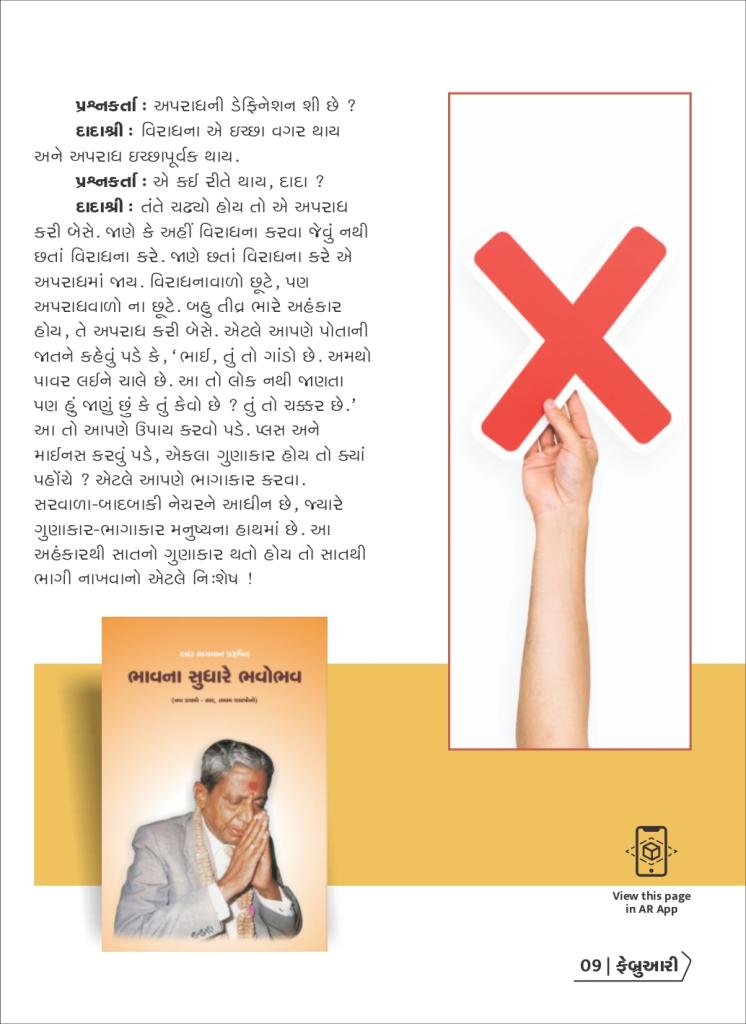 પ્રશ્નકર્તા : અપરાધની ડેફિનેશન શી છે ?
દાદાશ્રી : વિરાધના એ ઇચ્છા વગર થાય
અને અપરાધ ઇચ્છાપૂર્વક થાય.
પ્રશ્નકર્તા : એ કઈ રીતે થાય, દાદા ?
દાદાશ્રી : તંતે ચઢ્યો હોય તો એ અપરાધ
કરી બેસે. જાણે કે અહીં વિરાધના કરવા જેવું નથી
છતાં વિરાધના કરે. જાણે છતાં વિરાધના કરે એ
અપરાધમાં જાય. વિરાધનાવાળો છૂટે, પણ
અપરાધવાળો ના છૂટે. બહુ તીવ્ર ભારે અહંકાર
હોય, તે અપરાધ કરી બેસે. એટલે આપણે પોતાની
જાતને કહેવું પડે કે, ‘ભાઈ, તું તો ગાંડો છે. અમથો
પાવર લઈને ચાલે છે. આ તો લોક નથી જાણતા
પણ હું જાણું છું કે તું કેવો છે ? તું તો ચક્કર છે.’
આ તો આપણે ઉપાય કરવો પડે. પ્લસ અને
માઈનસ કરવું પડે, એકલા ગુણાકાર હોય તો ક્યાં
પહોંચે ? એટલે આપણે ભાગાકાર કરવા.
સરવાળા-બાદબાકી નેચરને આધીન છે, જ્યારે
ગુણાકાર-ભાગાકાર મનુષ્યના હાથમાં છે. આ
અહંકારથી સાતનો ગુણાકાર થતો હોય તો સાતથી
ભાગી નાખવાનો એટલે નિઃશેષ !
દાદા ભગવાન પ્રરૂપિત
ભાવના સુધારે ભવોભવ
(નવ કલમો - સાર, તમામ શાસ્ત્રોનો)
View this page
in AR App
09 | ફેબ્રુઆરી